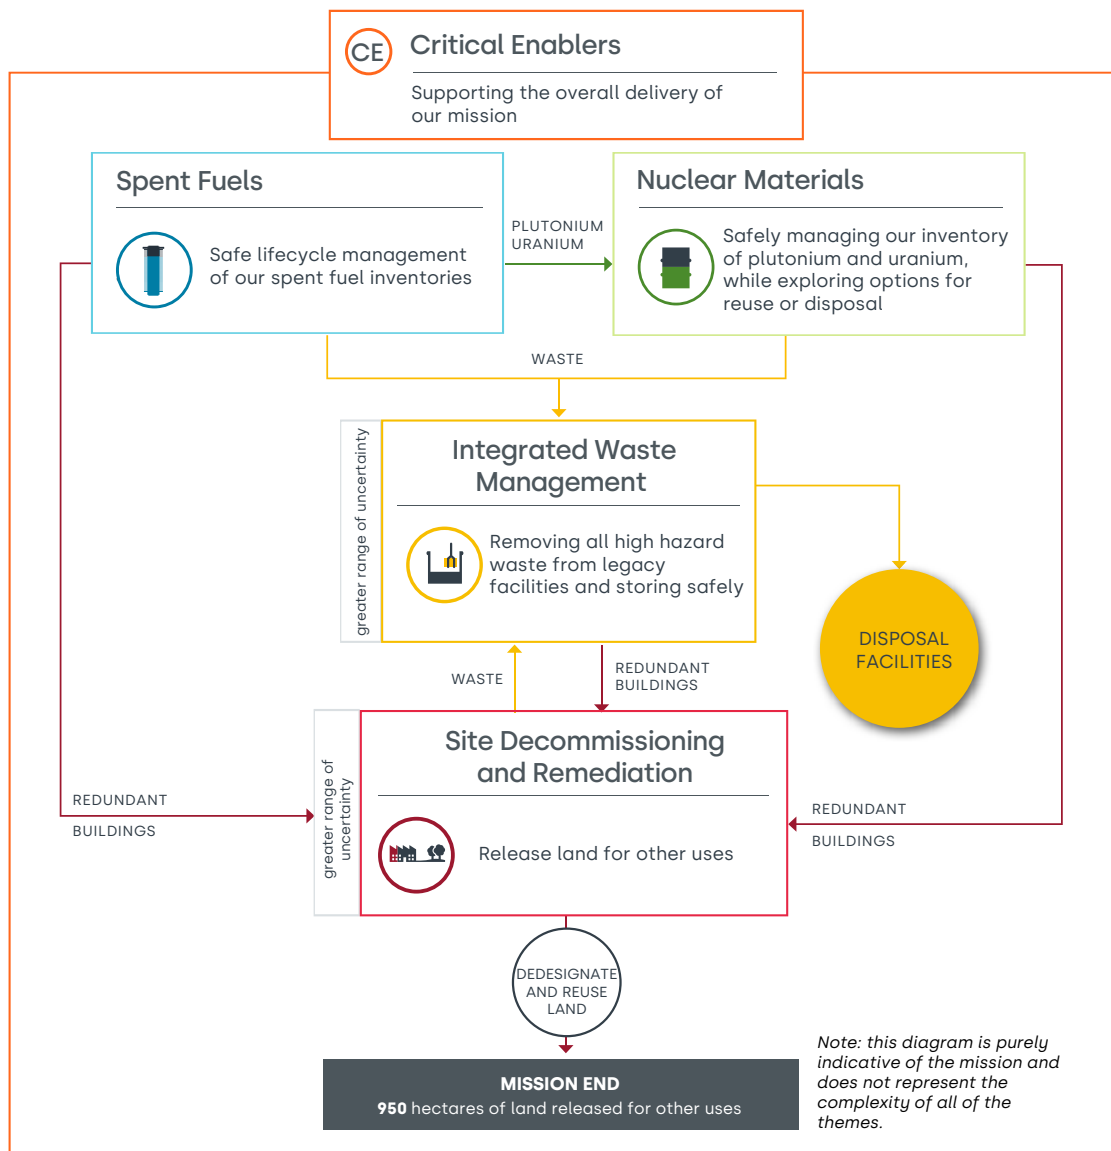 CE
Critical Enablers
Supporting the overall delivery of
our mission
Spent Fuels
Safe lifecycle management
of our spent fuel inventories
PLUTONIUM
URANIUM
Nuclear Materials
Safely managing our inventory
of plutonium and uranium,
while exploring options for
reuse or disposal
WASTE
greater range of uncertainty
Integrated Waste
Management
Removing all high hazard
waste from legacy
facilities and storing safely
DISPOSAL
FACILITIES
WASTE
REDUNDANT
BUILDINGS
greater range of
uncertainty
Site Decommissioning
and Remediation
Release land for other uses
REDUNDANT
BUILDINGS
REDUNDANT
BUILDINGS
DEDESIGNATE
AND REUSE
LAND
MISSION END
950 hectares of land released for other uses
Note: this diagram is purely
indicative of the mission and
does not represent the
complexity of all of the
themes.